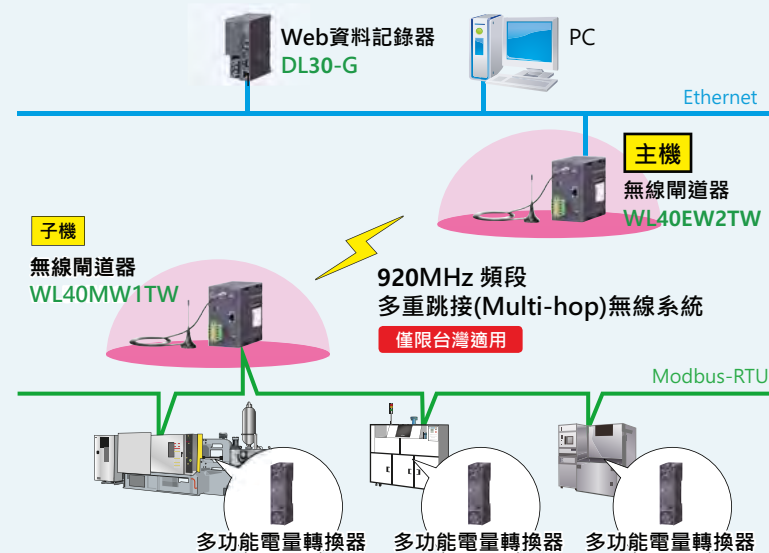 Web資料記錄器
DL30-G
PC
Ethernet
主機
無線閘道器
WL40EW2TW
子機
無線閘道器
WL40MW1TW
920MHz 頻段
多重跳接(Multi-hop)無線系統
僅限台灣適用
Modbus-RTU
多功能電量轉換器
多功能電量轉換器
多功能電量轉換器